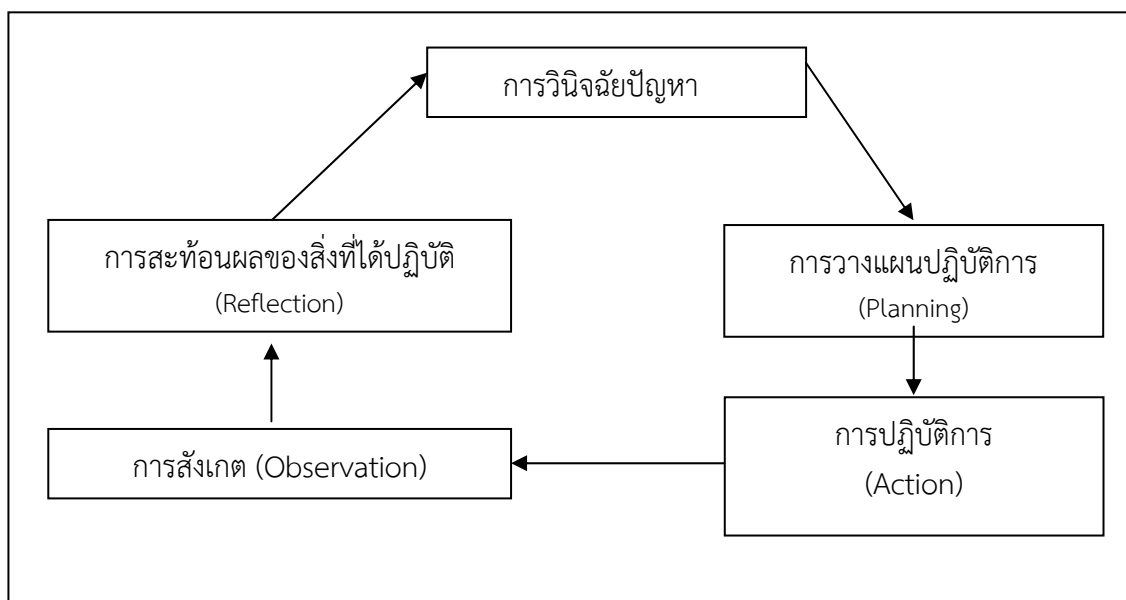 การวินิจฉัยปัญหา
การสะท้อนผลของสิ่งที่ได้ปฏิบัติ
(Reflection)
การวางแผนปฏิบัติการ
(Planning)
การสังเกต (Observation)
การปฏิบัติการ
(Action)